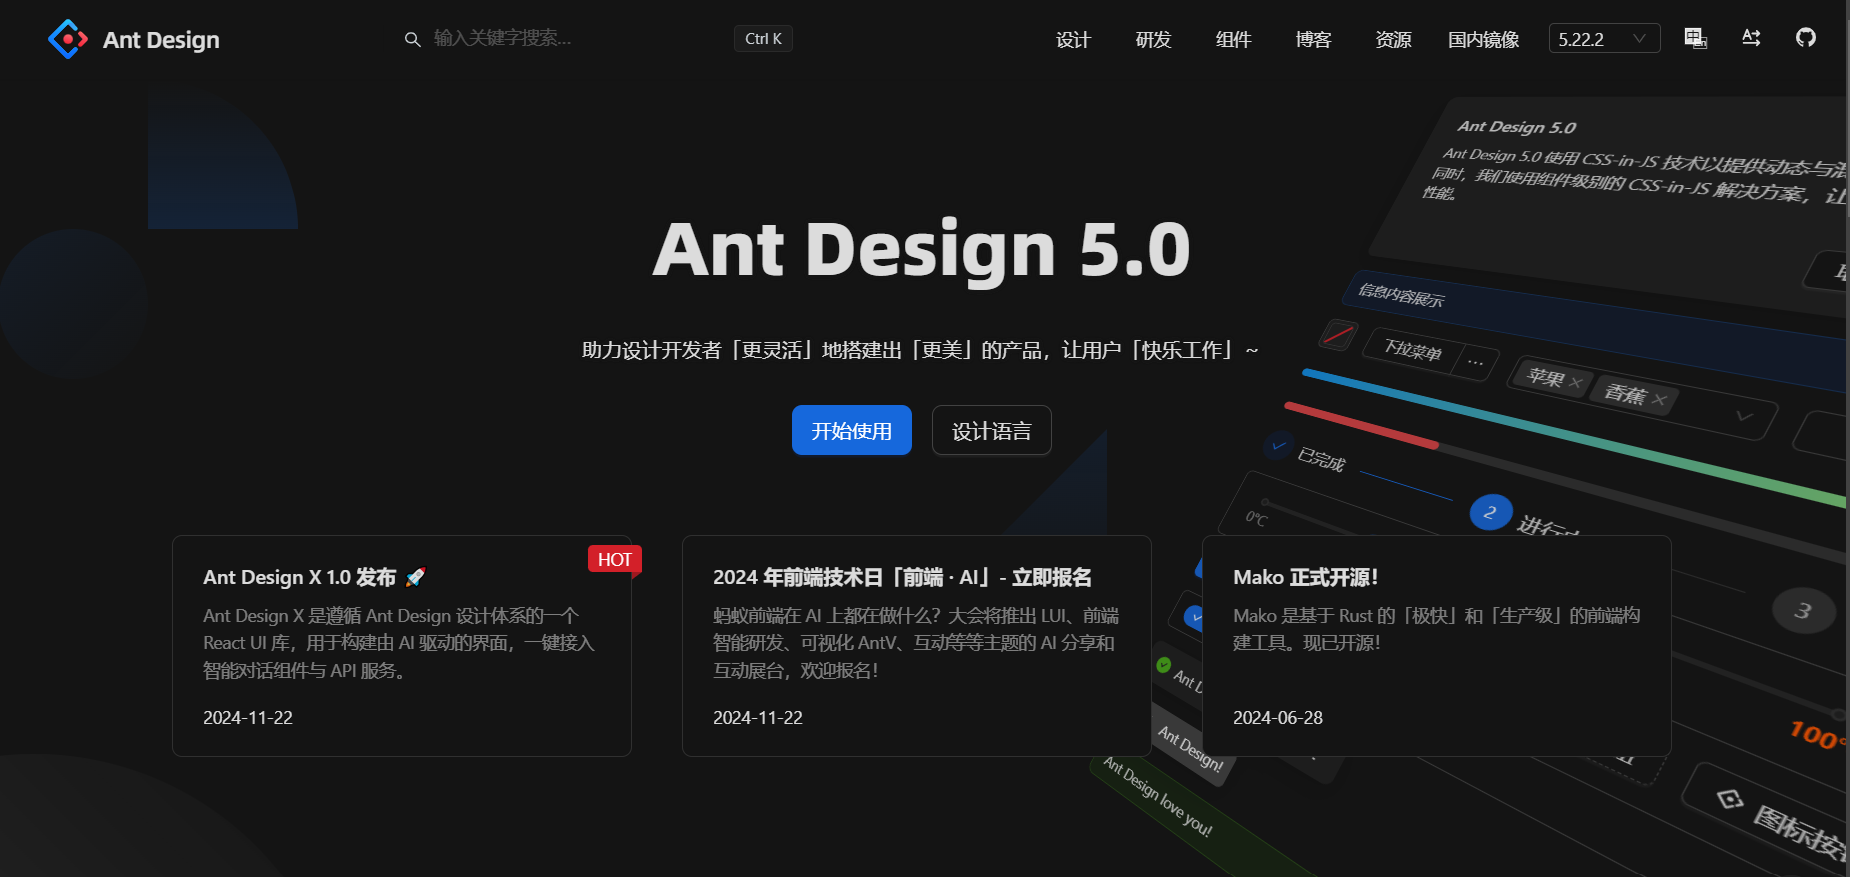 Ant Design
输入关键字搜索...
Ctrl K
设计
研发
组件
博客
资源
国内镜像
5.22.2
中
En
Ant Design 5.0
助力设计开发者「更灵活」地搭建出「更美」的产品，让用户「快乐工作」~
开始使用
设计语言
Ant Design 5.0
Ant Design 5.0 使用 CSS-in-JS 技术以提供动态与
同时，我们使用组件级别的 CSS-in-JS 解决方案，让
性能。
信息内容展示
下拉菜单
...
苹果
香蕉
已完成
2
进行中
3
0°C
100°
HOT
Ant Design X 1.0 发布 🚀
Ant Design X 是遵循 Ant Design 设计体系的一个
React UI 库，用于构建由 AI 驱动的界面，一键接入
智能对话组件与 API 服务。
2024-11-22
2024 年前端技术日「前端 · AI」- 立即报名
蚂蚁前端在 AI 上都在做什么？大会将推出 LUI、前端
智能研发、可视化 AntV、互动等等主题的 AI 分享和
互动展台，欢迎报名！
2024-11-22
Mako 正式开源！
Mako 是基于 Rust 的「极快」和「生产级」的前端构
建工具。现已开源！
2024-06-28
Ant D
Ant Design!
Ant Design love you!
图标按